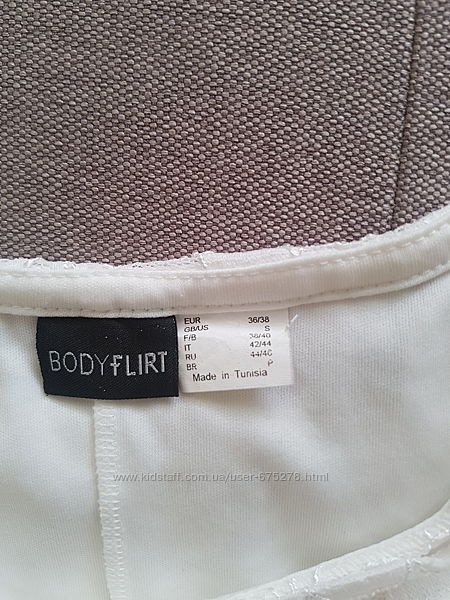 BODYFLIRT
EUR 36/38
GB/US S
F/B 38/40
IT 42/44
RU 44/46
BR P
Made in Tunisia
www.kidstaff.com.ua/user-675278.html